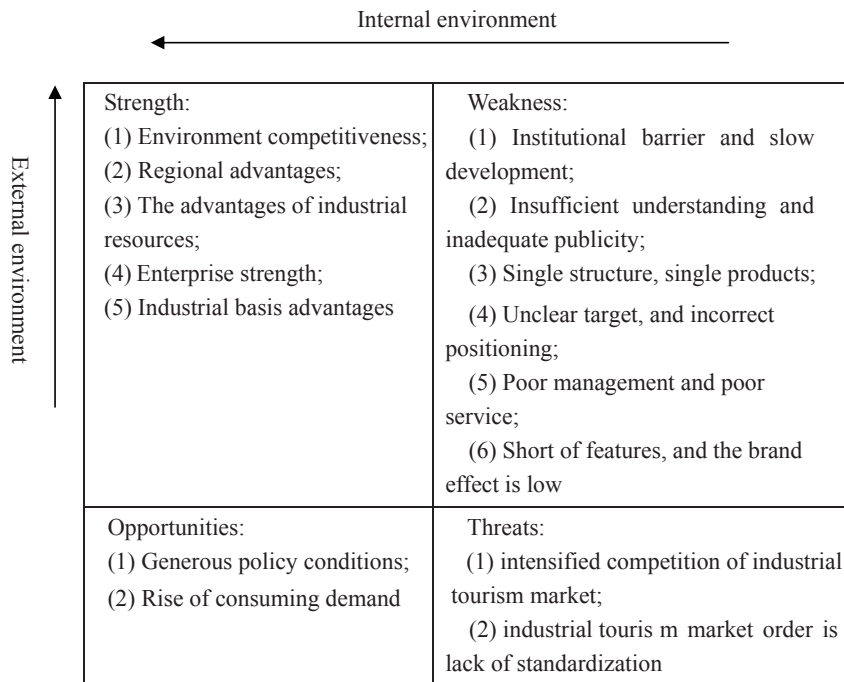 Internal environment
External environment
Strength:
(1) Environment competitiveness;
(2) Regional advantages;
(3) The advantages of industrial
resources;
(4) Enterprise strength;
(5) Industrial basis advantages
Weakness:
(1) Institutional barrier and slow
development;
(2) Insufficient understanding and
inadequate publicity;
(3) Single structure, single products;
(4) Unclear target, and incorrect
positioning;
(5) Poor management and poor
service;
(6) Short of features, and the brand
effect is low
Opportunities:
(1) Generous policy conditions;
(2) Rise of consuming demand
Threats:
(1) intensified competition of industrial
tourism market;
(2) industrial touris m market order is
lack of standardization